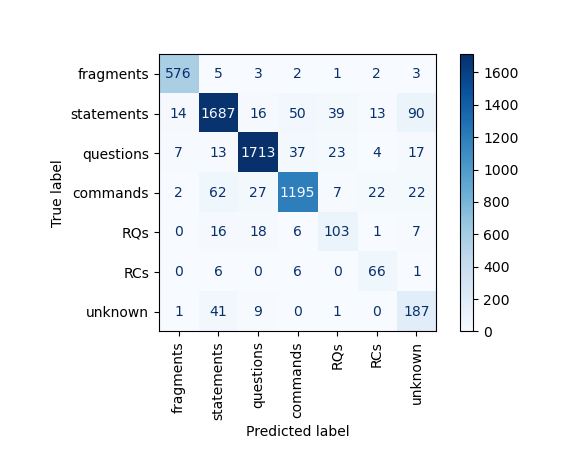 True label
fragments 576 5 3 2 1 2 3
statements 14 1687 16 50 39 13 90
questions 7 13 1713 37 23 4 17
commands 2 62 27 1195 7 22 22
RQs 0 16 18 6 103 1 7
RCs 0 6 0 6 0 66 1
unknown 1 41 9 0 1 0 187
fragments
statements
questions
commands
RQs
RCs
unknown
Predicted label
1600
1400
1200
1000
800
600
400
200
0